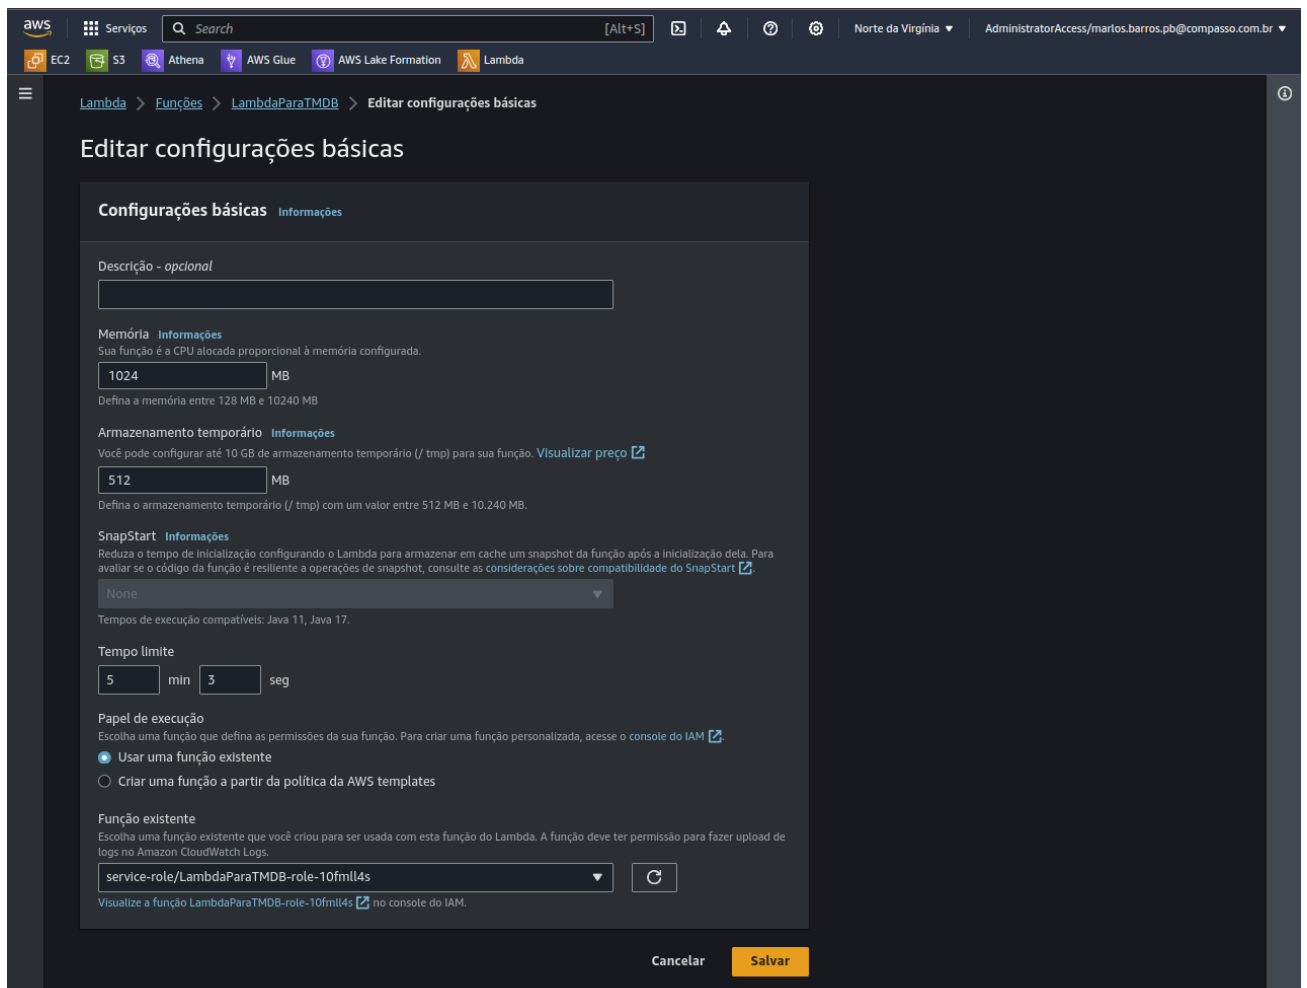 aws Serviços Search [Alt+S] Norte da Virgínia AdministratorAccess/marlos.barros.pb@compasso.com.br
EC2 S3 Athena AWS Glue AWS Lake Formation Lambda
Lambda > Funções > LambdaParaTMDB > Editar configurações básicas
Editar configurações básicas
Configurações básicas Informações
Descrição - opcional
Memória Informações
Sua função é a CPU alocada proporcional à memória configurada.
1024 MB
Defina a memória entre 128 MB e 10240 MB
Armazenamento temporário Informações
Você pode configurar até 10 GB de armazenamento temporário (/ tmp) para sua função. Visualizar preço
512 MB
Defina o armazenamento temporário (/ tmp) com um valor entre 512 MB e 10.240 MB.
SnapStart Informações
Reduza o tempo de inicialização configurando o Lambda para armazenar em cache um snapshot da função após a inicialização dela. Para
avaliar se o código da função é resiliente a operações de snapshot, consulte as considerações sobre compatibilidade do SnapStart.
None
Tempos de execução compatíveis: Java 11, Java 17.
Tempo limite
5 min 3 seg
Papel de execução
Escolha uma função que defina as permissões da sua função. Para criar uma função personalizada, acesse o console do IAM.
Usar uma função existente
Criar uma função a partir da política da AWS templates
Função existente
Escolha uma função existente que você criou para ser usada com esta função do Lambda. A função deve ter permissão para fazer upload de
logs no Amazon CloudWatch Logs.
service-role/LambdaParaTMDB-role-10fmll4s
Visualize a função LambdaParaTMDB-role-10fmll4s no console do IAM.
Cancelar Salvar